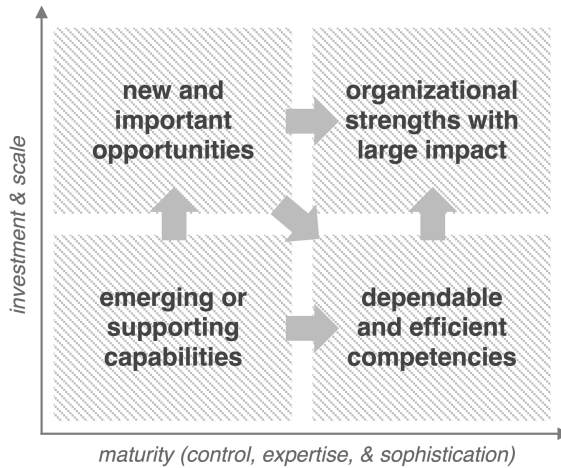 new and
important
opportunities
organizational
strengths with
large impact
investment & scale
emerging or
supporting
capabilities
dependable
and efficient
competencies
maturity (control, expertise, & sophistication)